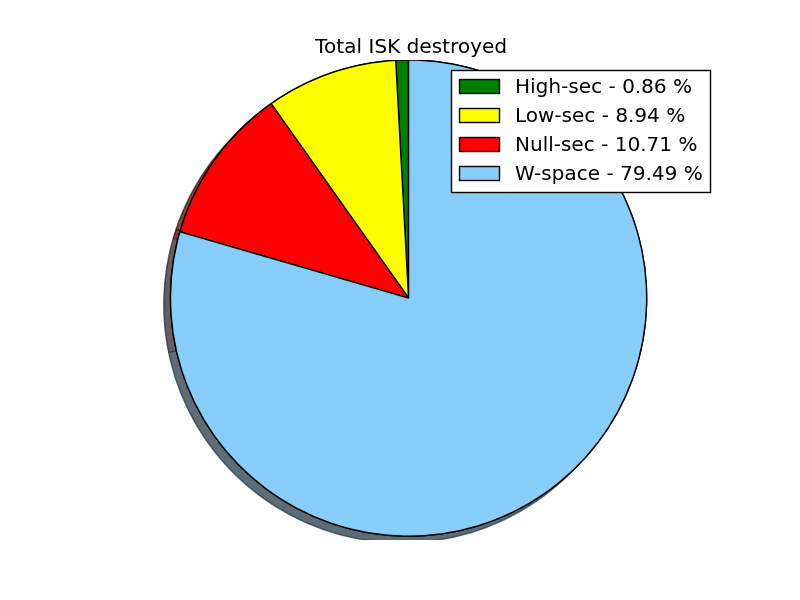 Total ISK destroyed
High-sec - 0.86 %
Low-sec - 8.94 %
Null-sec - 10.71 %
W-space - 79.49 %